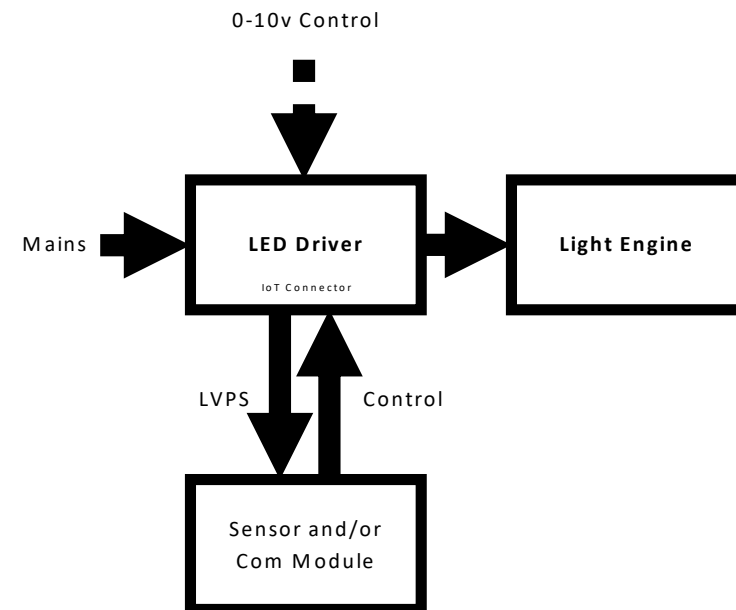 0-10v Control
Mains
LED Driver
Light Engine
IoT Connector
LVPS
Control
Sensor and/or
Com Module